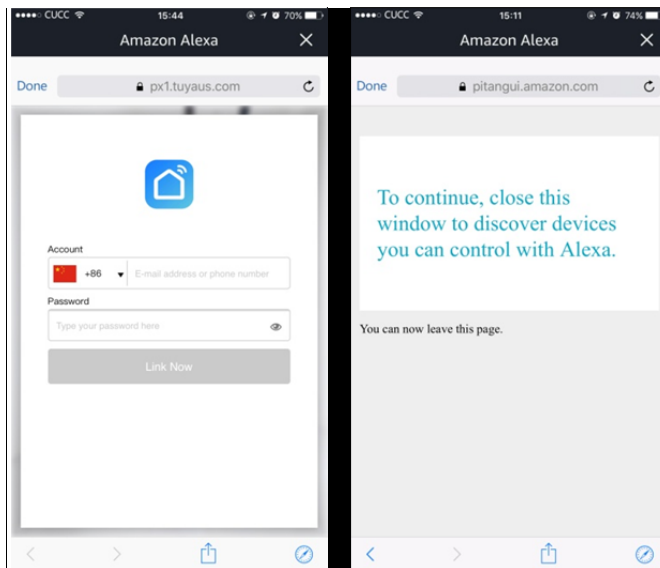 CUCC 15:44 70%
Amazon Alexa
Done px1.tuyaus.com
Account
+86 E-mail address or phone number
Password
Type your password here
Link Now
CUCC 15:11 74%
Amazon Alexa
Done pitangui.amazon.com
To continue, close this
window to discover devices
you can control with Alexa.
You can now leave this page.